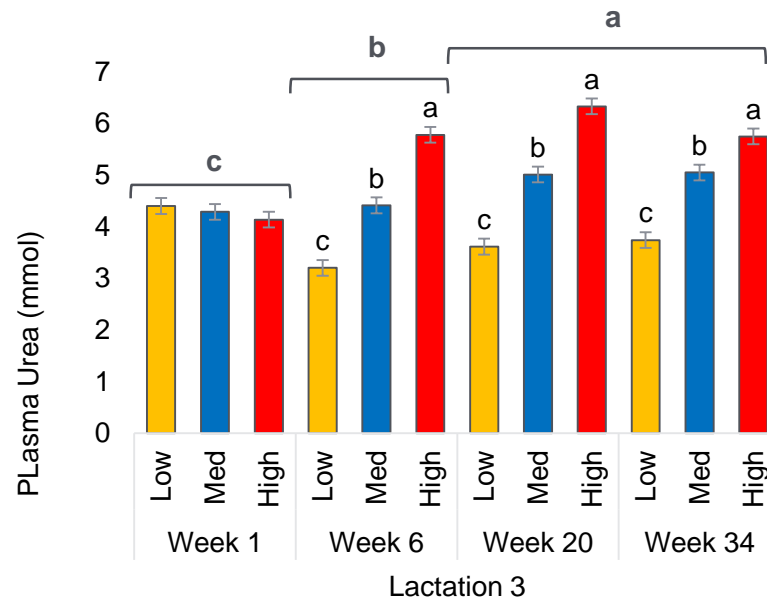 a
b
c
7
6
5
4
3
2
1
0
PLasma Urea (mmol)
c b a
c b a
c b a
Low Med High Low Med High Low Med High Low Med High
Week 1 Week 6 Week 20 Week 34
Lactation 3